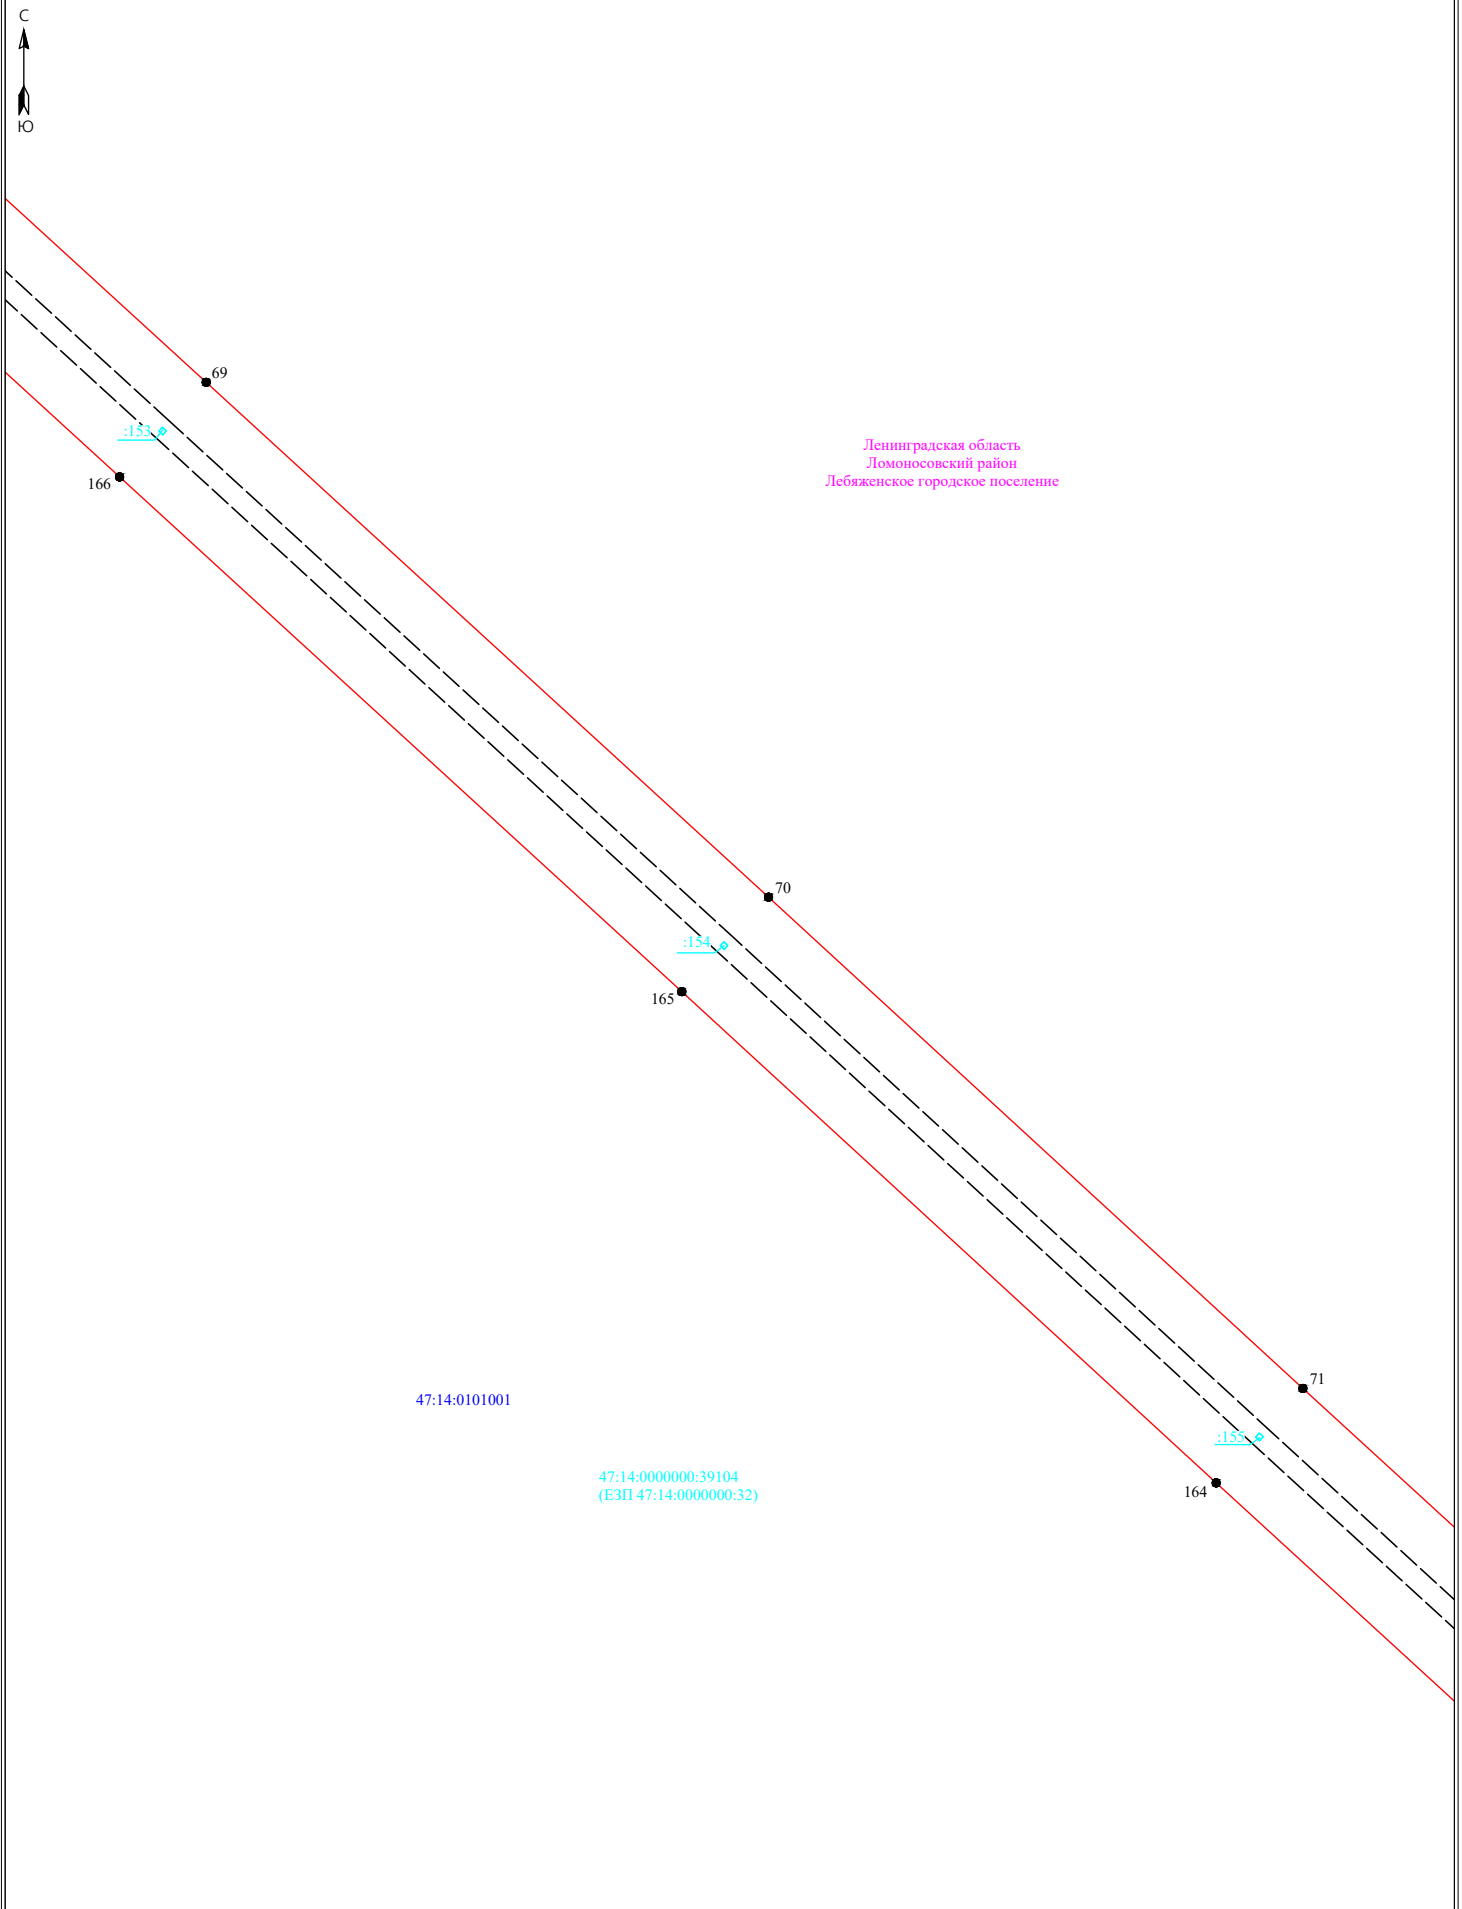 С
Ю
69
:153
166
Ленинградская область
Ломоносовский район
Лебяженское городское поселение
70
:154
165
71
47:14:0101001
:155
47:14:0000000:39104
164
(ЕЗП 47:14:0000000:32)